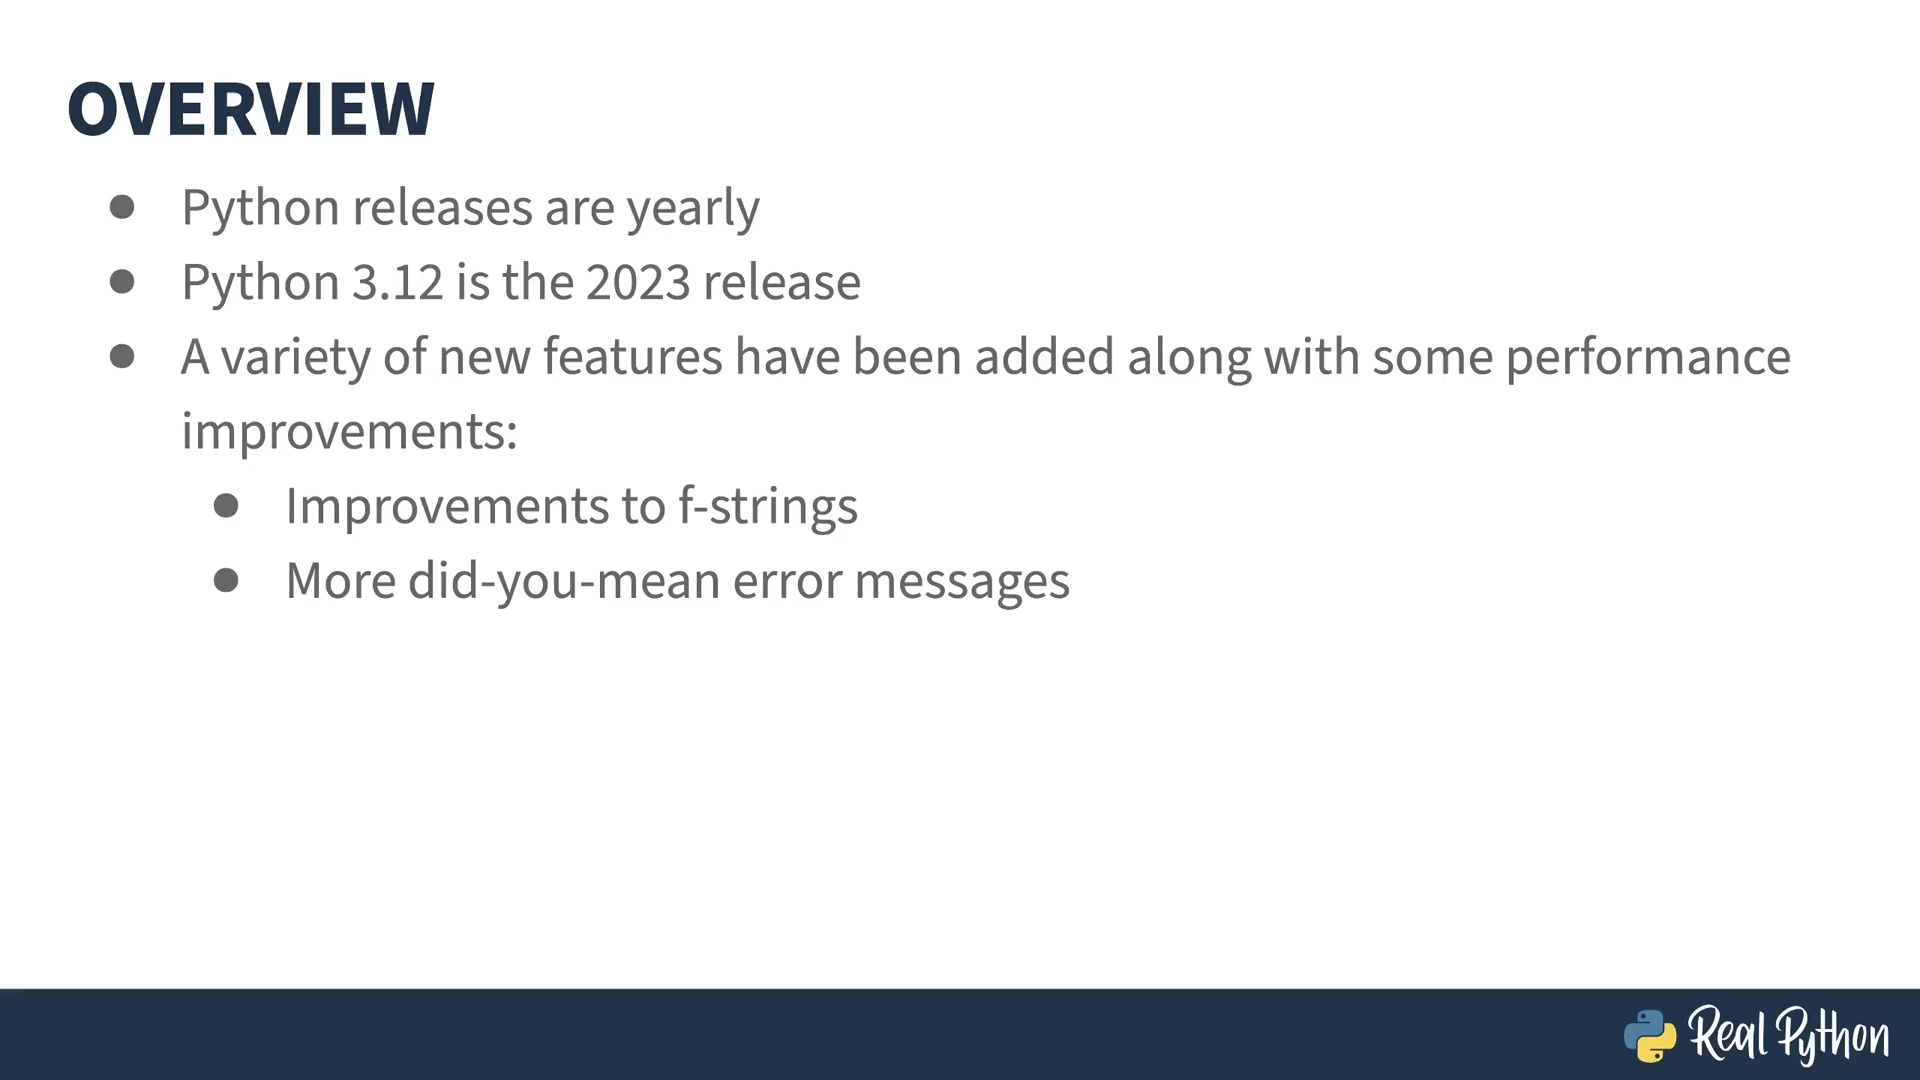 OVERVIEW
● Python releases are yearly
● Python 3.12 is the 2023 release
● A variety of new features have been added along with some performance
improvements:
● Improvements to f-strings
● More did-you-mean error messages
Real Python